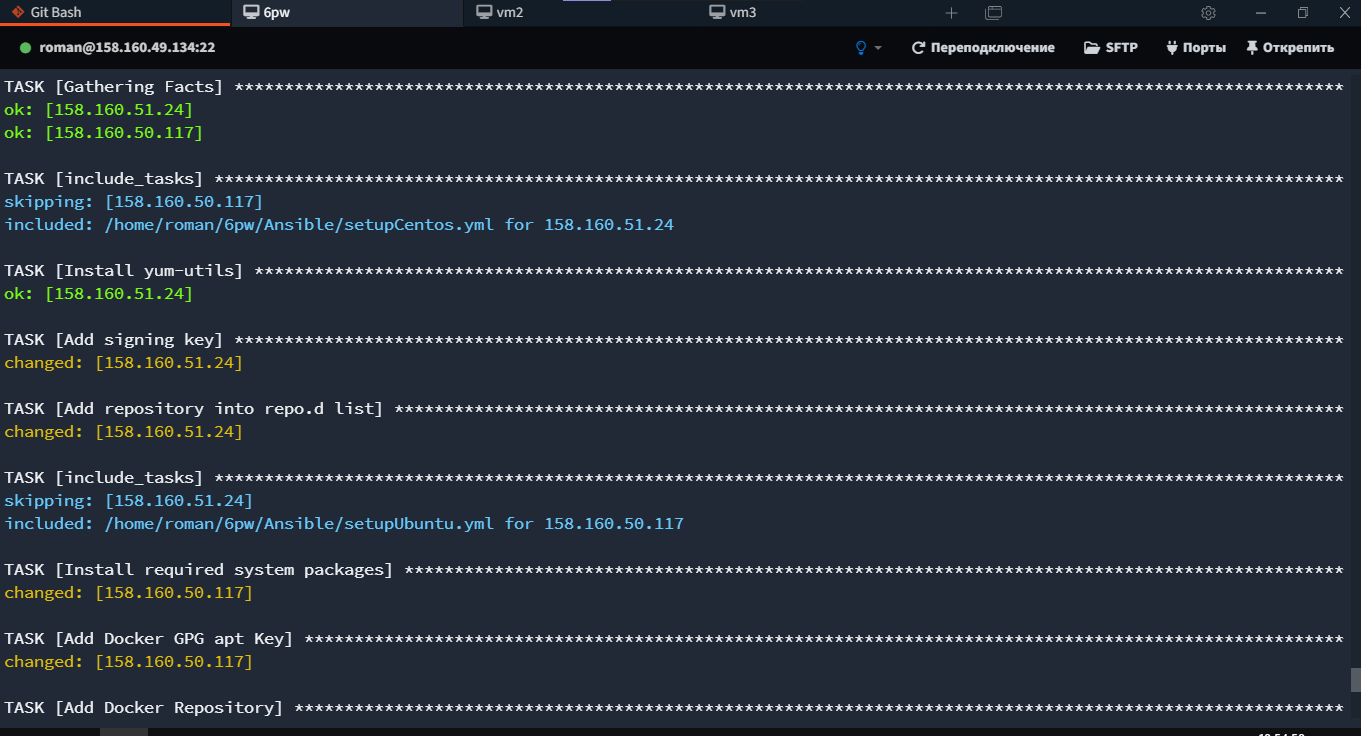 Git Bash 6pw vm2 vm3
roman@158.160.49.134:22 Переподключение SFTP Порты Открепить
TASK [Gathering Facts] ***************************************************************************************************************
ok: [158.160.51.24]
ok: [158.160.50.117]
TASK [include_tasks] *****************************************************************************************************************
skipping: [158.160.50.117]
included: /home/roman/6pw/Ansible/setupCentos.yml for 158.160.51.24
TASK [Install yum-utils] *************************************************************************************************************
ok: [158.160.51.24]
TASK [Add signing key] ***************************************************************************************************************
changed: [158.160.51.24]
TASK [Add repository into repo.d list] ***********************************************************************************************
changed: [158.160.51.24]
TASK [include_tasks] *****************************************************************************************************************
skipping: [158.160.51.24]
included: /home/roman/6pw/Ansible/setupUbuntu.yml for 158.160.50.117
TASK [Install required system packages] **********************************************************************************************
changed: [158.160.50.117]
TASK [Add Docker GPG apt Key] ********************************************************************************************************
changed: [158.160.50.117]
TASK [Add Docker Repository] *********************************************************************************************************